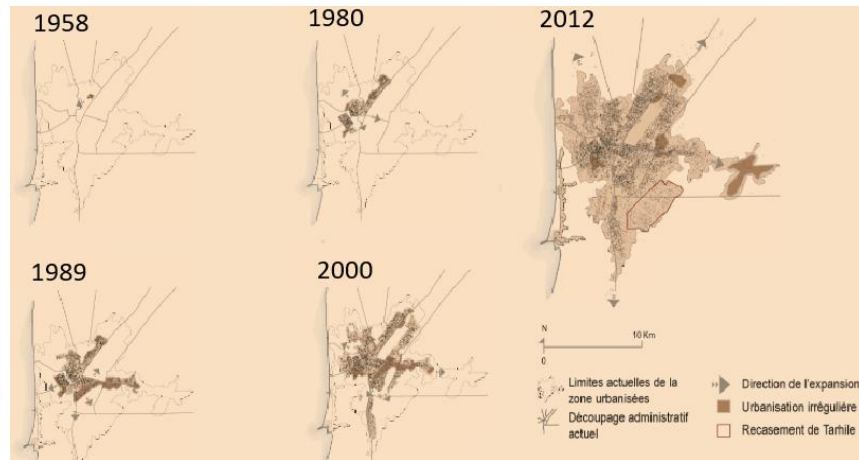 1958
1980
2012
1989
2000
N
10 Km
0
Limites actuelles de la
zone urbanisées
Découpage administratif
actuel
Direction de l'expansion
Urbanisation irrégulière
Recasement de Tarhile